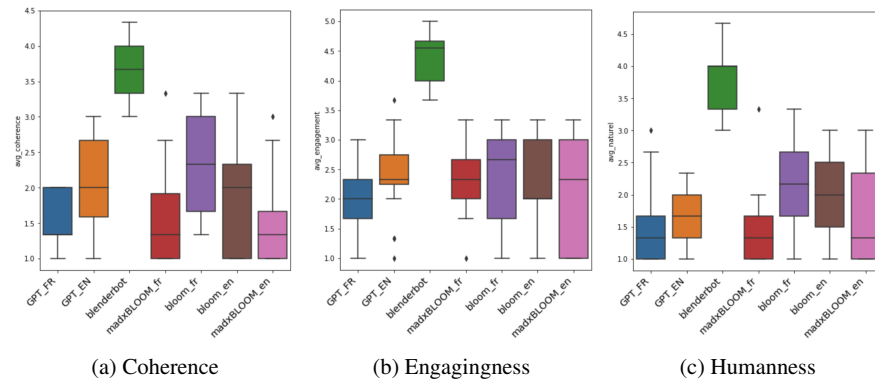 avg_coherence
4.5
4.0
3.5
3.0
2.5
2.0
1.5
1.0
GPT_FR
GPT_EN
blenderbot
madxBLOOM_fr
bloom_fr
bloom_en
madxBLOOM_en
(a) Coherence
avg_engagement
5.0
4.5
4.0
3.5
3.0
2.5
2.0
1.5
1.0
GPT_FR
GPT_EN
blenderbot
madxBLOOM_fr
bloom_fr
bloom_en
madxBLOOM_en
(b) Engagingness
avg_naturel
4.5
4.0
3.5
3.0
2.5
2.0
1.5
1.0
GPT_FR
GPT_EN
blenderbot
madxBLOOM_fr
bloom_fr
bloom_en
madxBLOOM_en
(c) Humanness